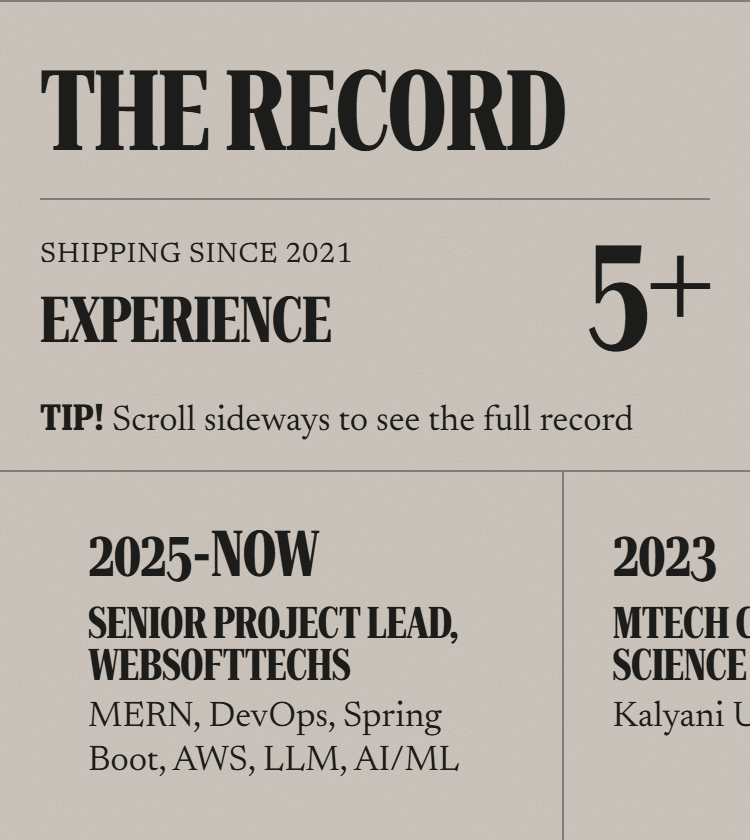 THE RECORD
SHIPPING SINCE 2021
EXPERIENCE
5+
TIP! Scroll sideways to see the full record
2025-NOW
SENIOR PROJECT LEAD,
WEBSOFTTECHS
MERN, DevOps, Spring
Boot, AWS, LLM, AI/ML
2023
MTECH
SCIENCE
Kalyani